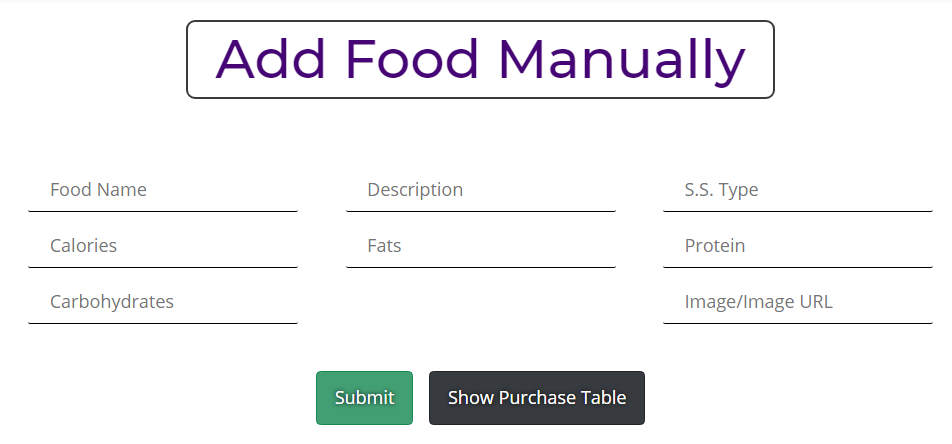 Add Food Manually
Food Name
Description
S.S. Type
Calories
Fats
Protein
Carbohydrates
Image/Image URL
Submit
Show Purchase Table